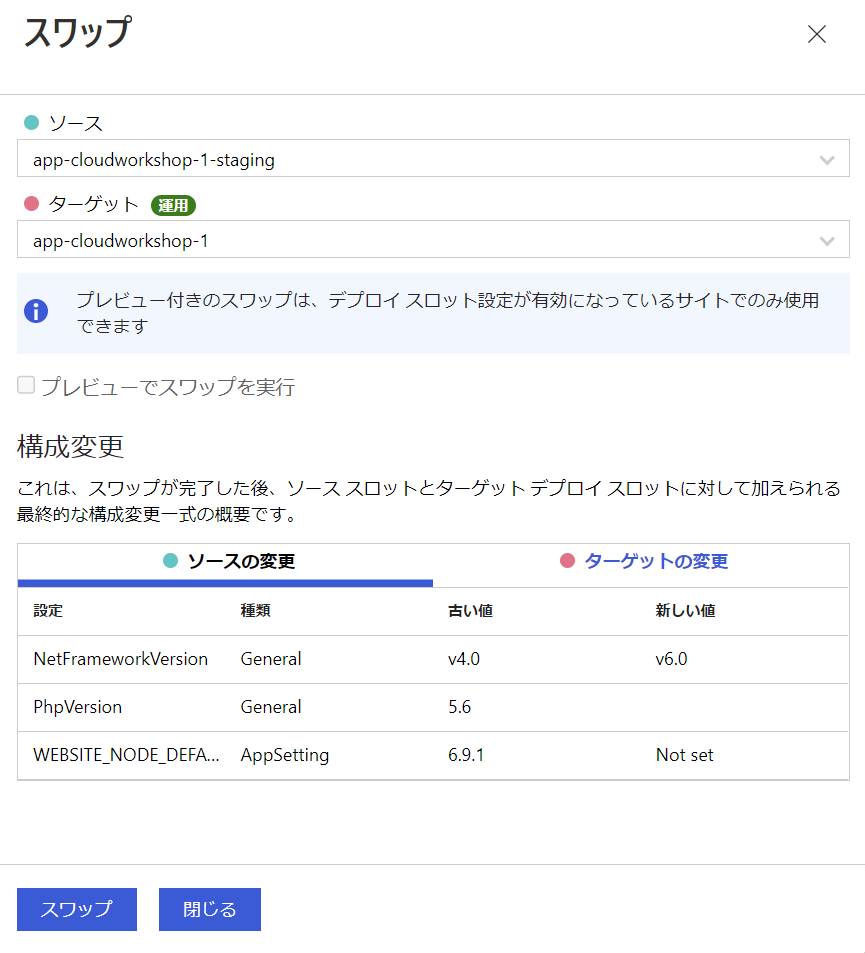 スワップ
ソース
app-cloudworkshop-1-staging
ターゲット 運用
app-cloudworkshop-1
プレビュー付きのスワップは、デプロイ スロット設定が有効になっているサイトでのみ使用
できます
プレビューでスワップを実行
構成変更
これは、スワップが完了した後、ソース スロットとターゲット デプロイ スロットに対して加えられる
最終的な構成変更一式の概要です。
ソースの変更 ターゲットの変更
設定 種類 古い値 新しい値
NetFrameworkVersion General v4.0 v6.0
PhpVersion General 5.6
WEBSITE_NODE_DEFA... AppSetting 6.9.1 Not set
スワップ 閉じる